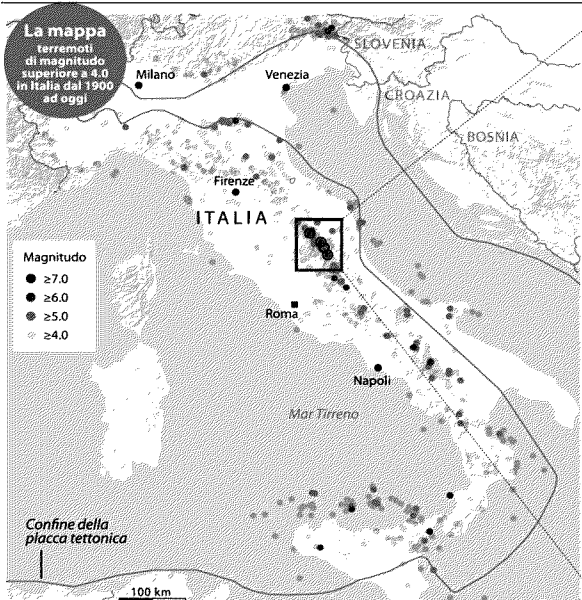 La mappa
terremoti
di magnitudo
superiore a 4.0
in Italia dal 1900
ad oggi
SLOVENIA
Milano
Venezia
CROAZIA
BOSNIA
Firenze
ITALIA
Magnitudo
≥7.0
≥6.0
≥5.0
≥4.0
Roma
Napoli
Mar Tirreno
Confine della
placca tettonica
100 km